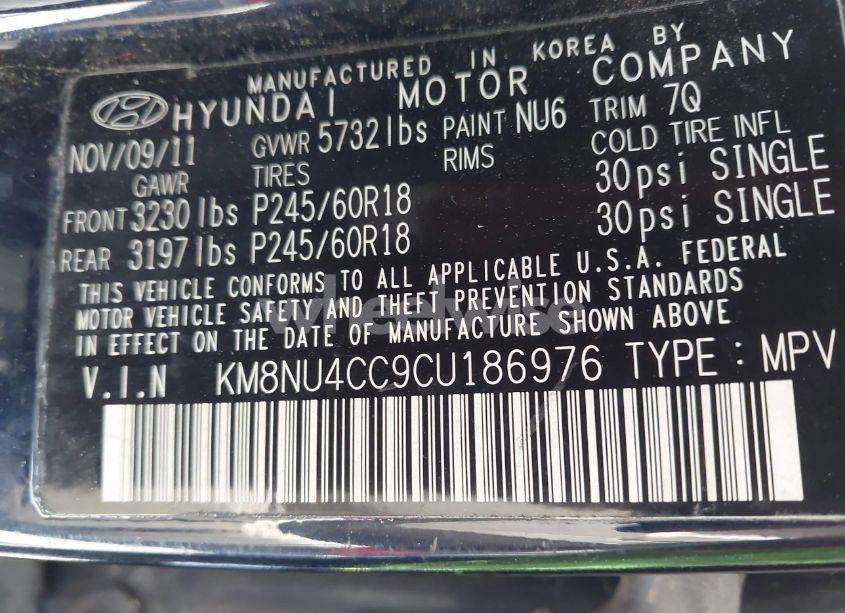 MANUFACTURED IN KOREA BY
HYUNDAI MOTOR COMPANY
NOV/09/11 GVWR 5732lbs PAINT NU6 TRIM 7Q
GAWR TIRES RIMS COLD TIRE INFL
FRONT 3230lbs P245/60R18 30psi SINGLE
REAR 3197lbs P245/60R18 30psi SINGLE
THIS VEHICLE CONFORMS TO ALL APPLICABLE U.S.A. FEDERAL
MOTOR VEHICLE SAFETY AND THEFT PREVENTION STANDARDS
IN EFFECT ON THE DATE OF MANUFACTURE SHOWN ABOVE
V.I.N KM8NU4CC9CU186976 TYPE : MPV